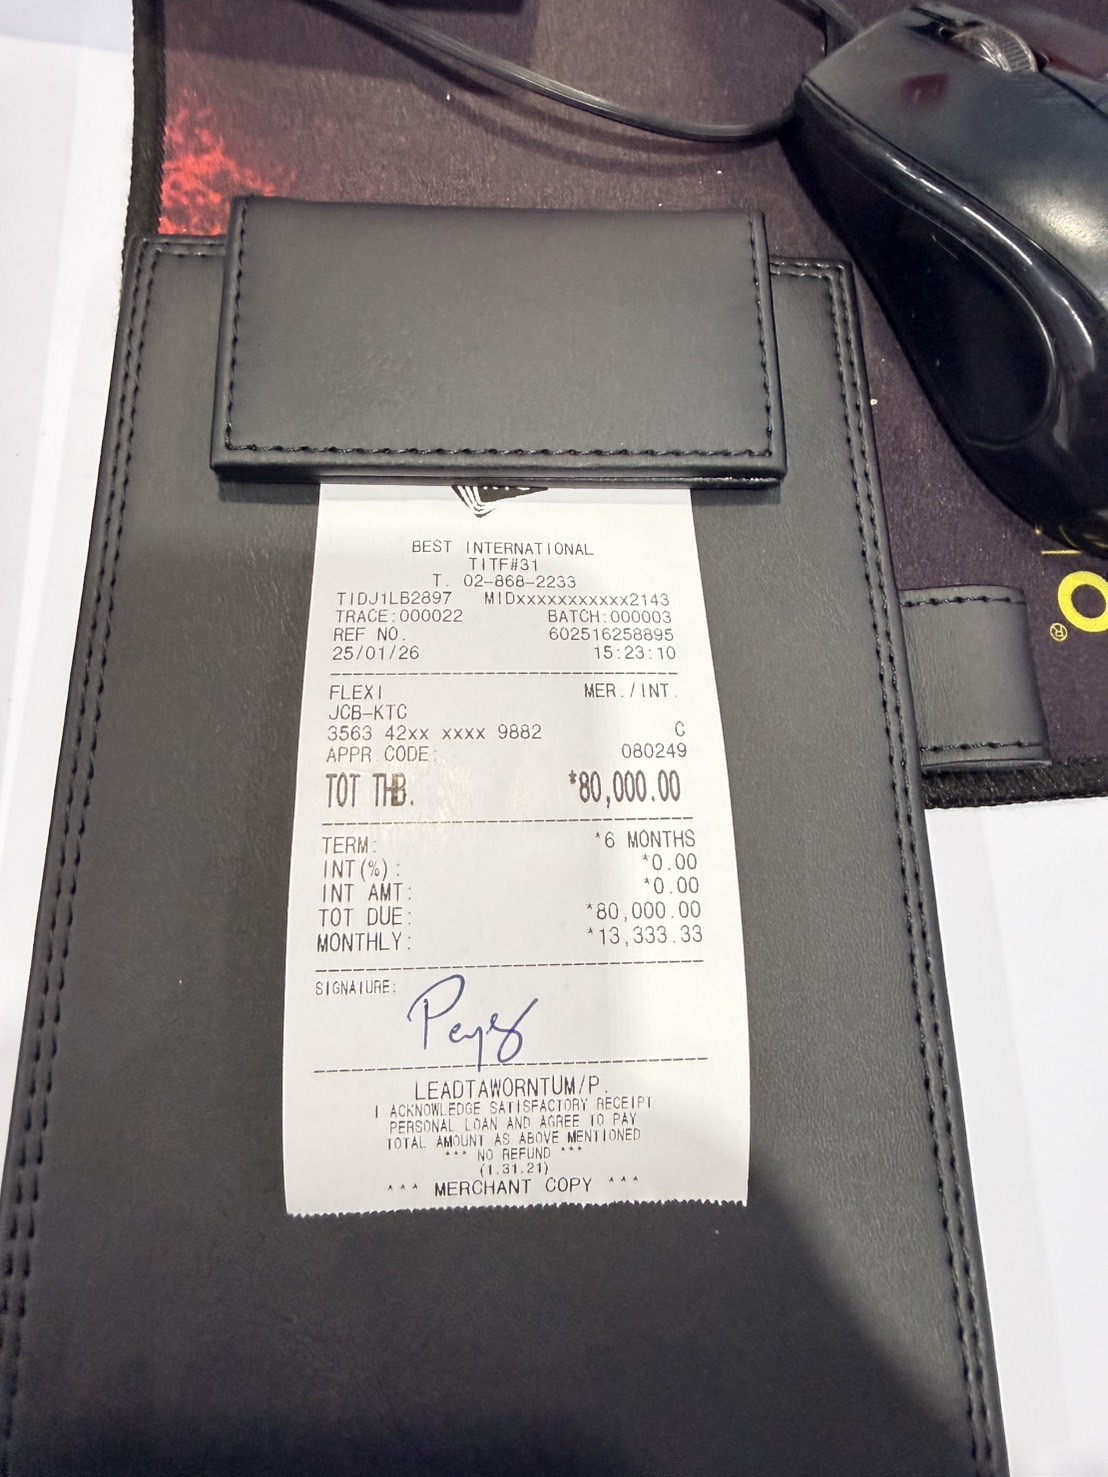 BEST INTERNATIONAL
TITF#31
T. 02-868-2233
TIDJ1LB2897 MIDxxxxxxxxxxx2143
TRACE:000022 BATCH:000003
REF NO. 602516258895
25/01/26 15:23:10
FLEXI MER./INT.
JCB-KTC
3563 42xx xxxx 9882 C
APPR.CODE: 080249
TOT THB. *80,000.00
TERM: *6 MONTHS
INT(%): *0.00
INT AMT: *0.00
TOT DUE: *80,000.00
MONTHLY: *13,333.33
SIGNATURE:
LEADTAWORNTUM/P.
I ACKNOWLEDGE SATISFACTORY RECEIPT
PERSONAL LOAN AND AGREE TO PAY
TOTAL AMOUNT AS ABOVE MENTIONED
*** NO REFUND ***
(1.31.21)
*** MERCHANT COPY ***
O
®